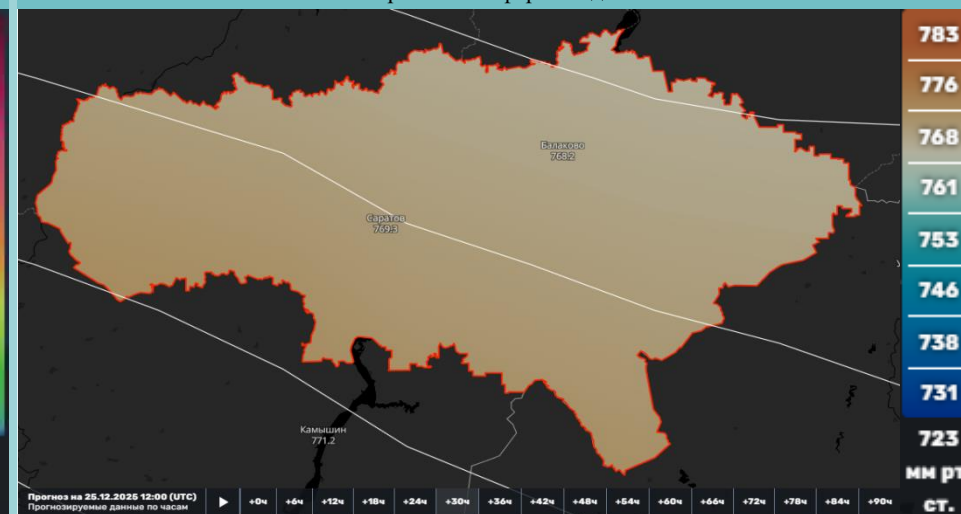 783
776
768
761
753
746
738
731
723
мм рт
ст.
Балаково
768.2
Саратов
769.3
Камышин
771.2
Прогноз на 25.12.2025 12:00 (UTC)
Прогнозируемые данные по часам
+0ч +6ч +12ч +18ч +24ч +30ч +36ч +42ч +48ч +54ч +60ч +66ч +72ч +78ч +84ч +90ч